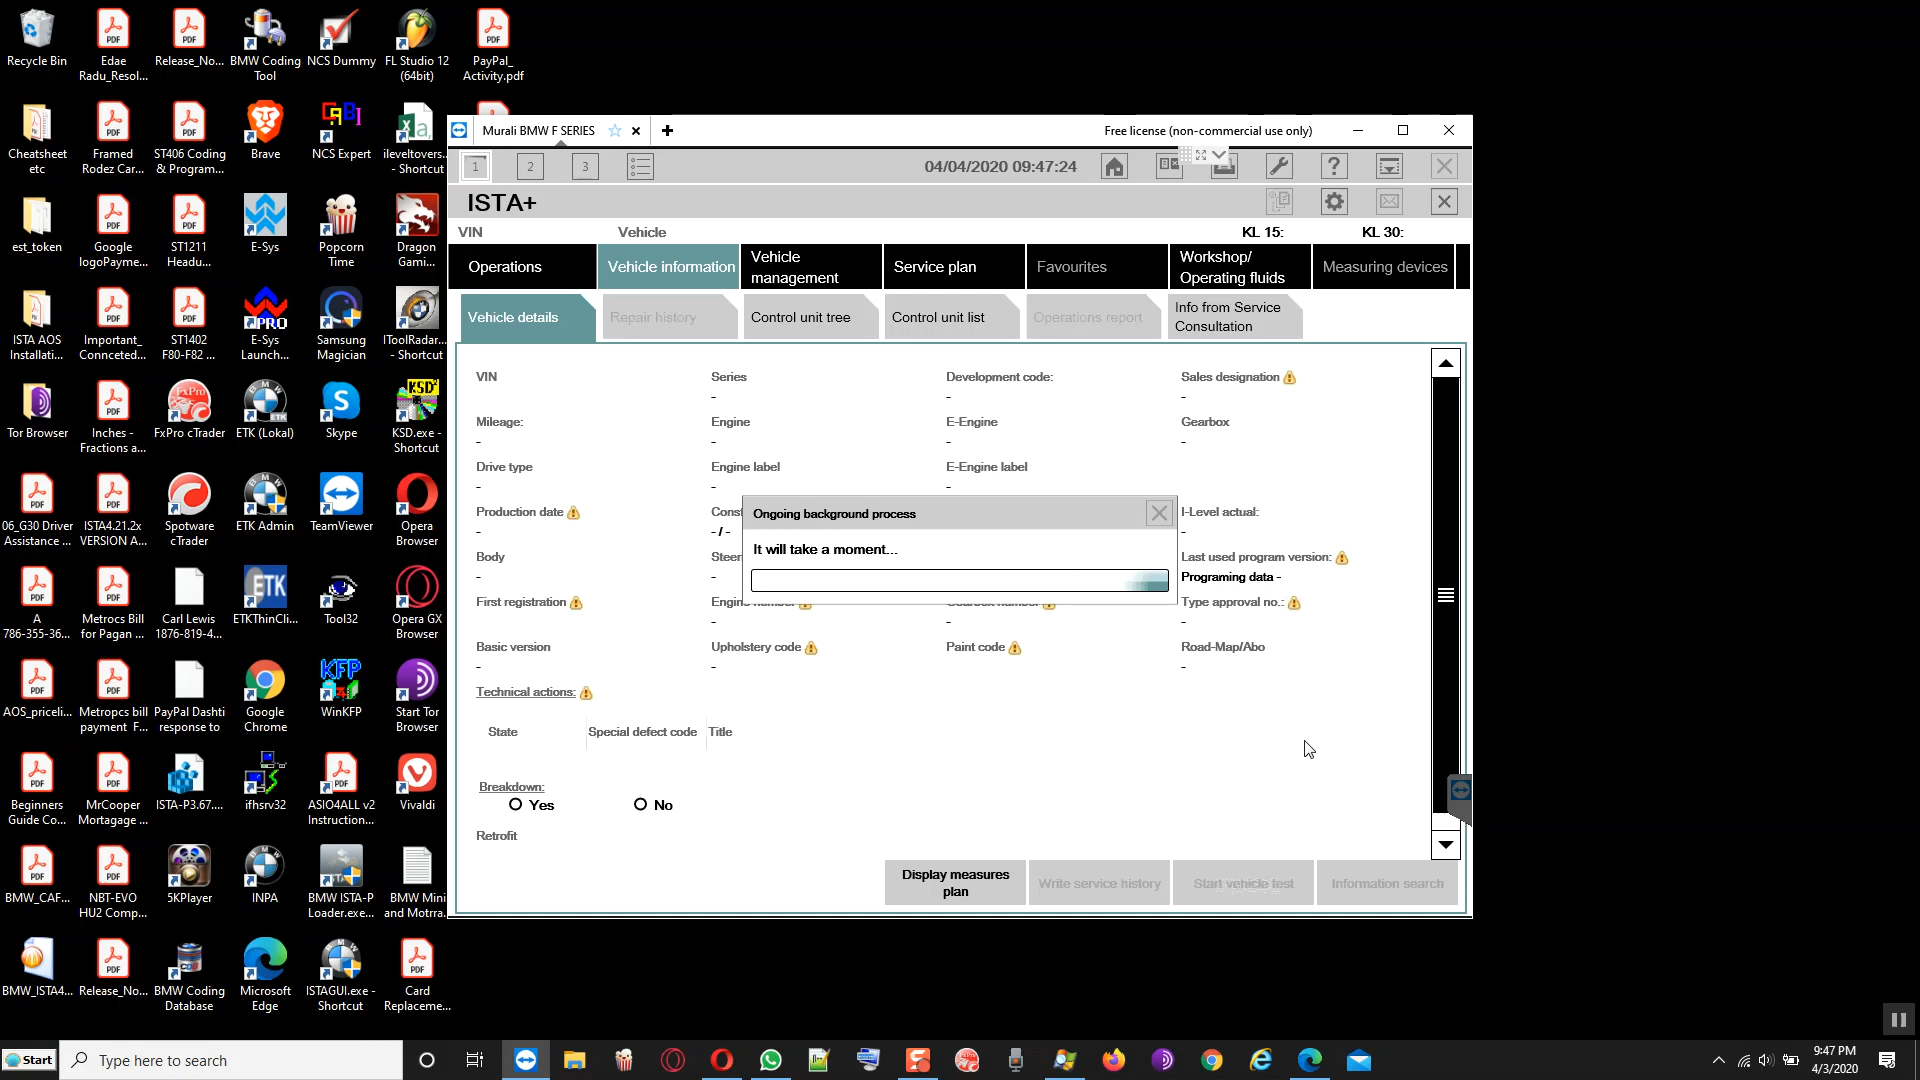 Recycle Bin
Edae
Radu_Resol...
Release_No...
BMW Coding
Tool
NCS Dummy
FL Studio 12
(64bit)
PayPal_
Activity.pdf
Cheatsheet
etc
Framed
Rodez Car...
ST406 Coding
& Program...
Brave
NCS Expert
ileveltovers...
- Shortcut
est_token
Google
logoPayme...
ST1211
Headu...
E-Sys
Popcorn
Time
Dragon
Gami...
ISTA AOS
Installati...
Important_
Connceted...
ST1402
F80-F82 ...
E-Sys
Launch...
Samsung
Magician
IToolRadar...
- Shortcut
Tor Browser
Inches -
Fractions a...
FxPro cTrader
ETK (Lokal)
Skype
KSD.exe -
Shortcut
06_G30 Driver
Assistance ...
ISTA4.21.2x
VERSION A...
Spotware
cTrader
ETK Admin
TeamViewer
Opera
Browser
A
786-355-36...
Metrocs Bill
for Pagan ...
Carl Lewis
1876-819-4...
ETKThinCli...
Tool32
Opera GX
Browser
AOS_priceli...
Metropcs bill
payment F...
PayPal Dashti
response to
Google
Chrome
WinKFP
Start Tor
Browser
Beginners
Guide Co...
MrCooper
Mortagage ...
ISTA-P3.67....
ifhsrv32
ASIO4ALL v2
Instruction...
Vivaldi
BMW_CAF...
NBT-EVO
HU2 Comp...
5KPlayer
INPA
BMW ISTA-P
Loader.exe...
BMW Mini
and Motrra...
BMW_ISTA4...
Release_No...
BMW Coding
Database
Microsoft
Edge
ISTAGUI.exe -
Shortcut
Card
Replaceme...
Murali BMW F SERIES
Free license (non-commercial use only)
1 2 3
04/04/2020 09:47:24
ISTA+
VIN Vehicle KL 15: KL 30:
Operations
Vehicle information
Vehicle
management
Service plan
Favourites
Workshop/
Operating fluids
Measuring devices
Vehicle details
Repair history
Control unit tree
Control unit list
Operations report
Info from Service
Consultation
VIN Series Development code: Sales designation
- - -
Mileage: Engine E-Engine Gearbox
- - - -
Drive type Engine label E-Engine label
- - -
Production date Const I-Level actual:
- - / - -
Body Steer Last used program version:
- - Programing data -
First registration Engine number Gearbox number Type approval no.:
- - -
Basic version Upholstery code Paint code Road-Map/Abo
- - -
Technical actions:
State Special defect code Title
Breakdown:
Yes No
Retrofit
Ongoing background process
It will take a moment...
Display measures
plan
Write service history
Start vehicle test
Information search
Start
Type here to search
9:47 PM
4/3/2020